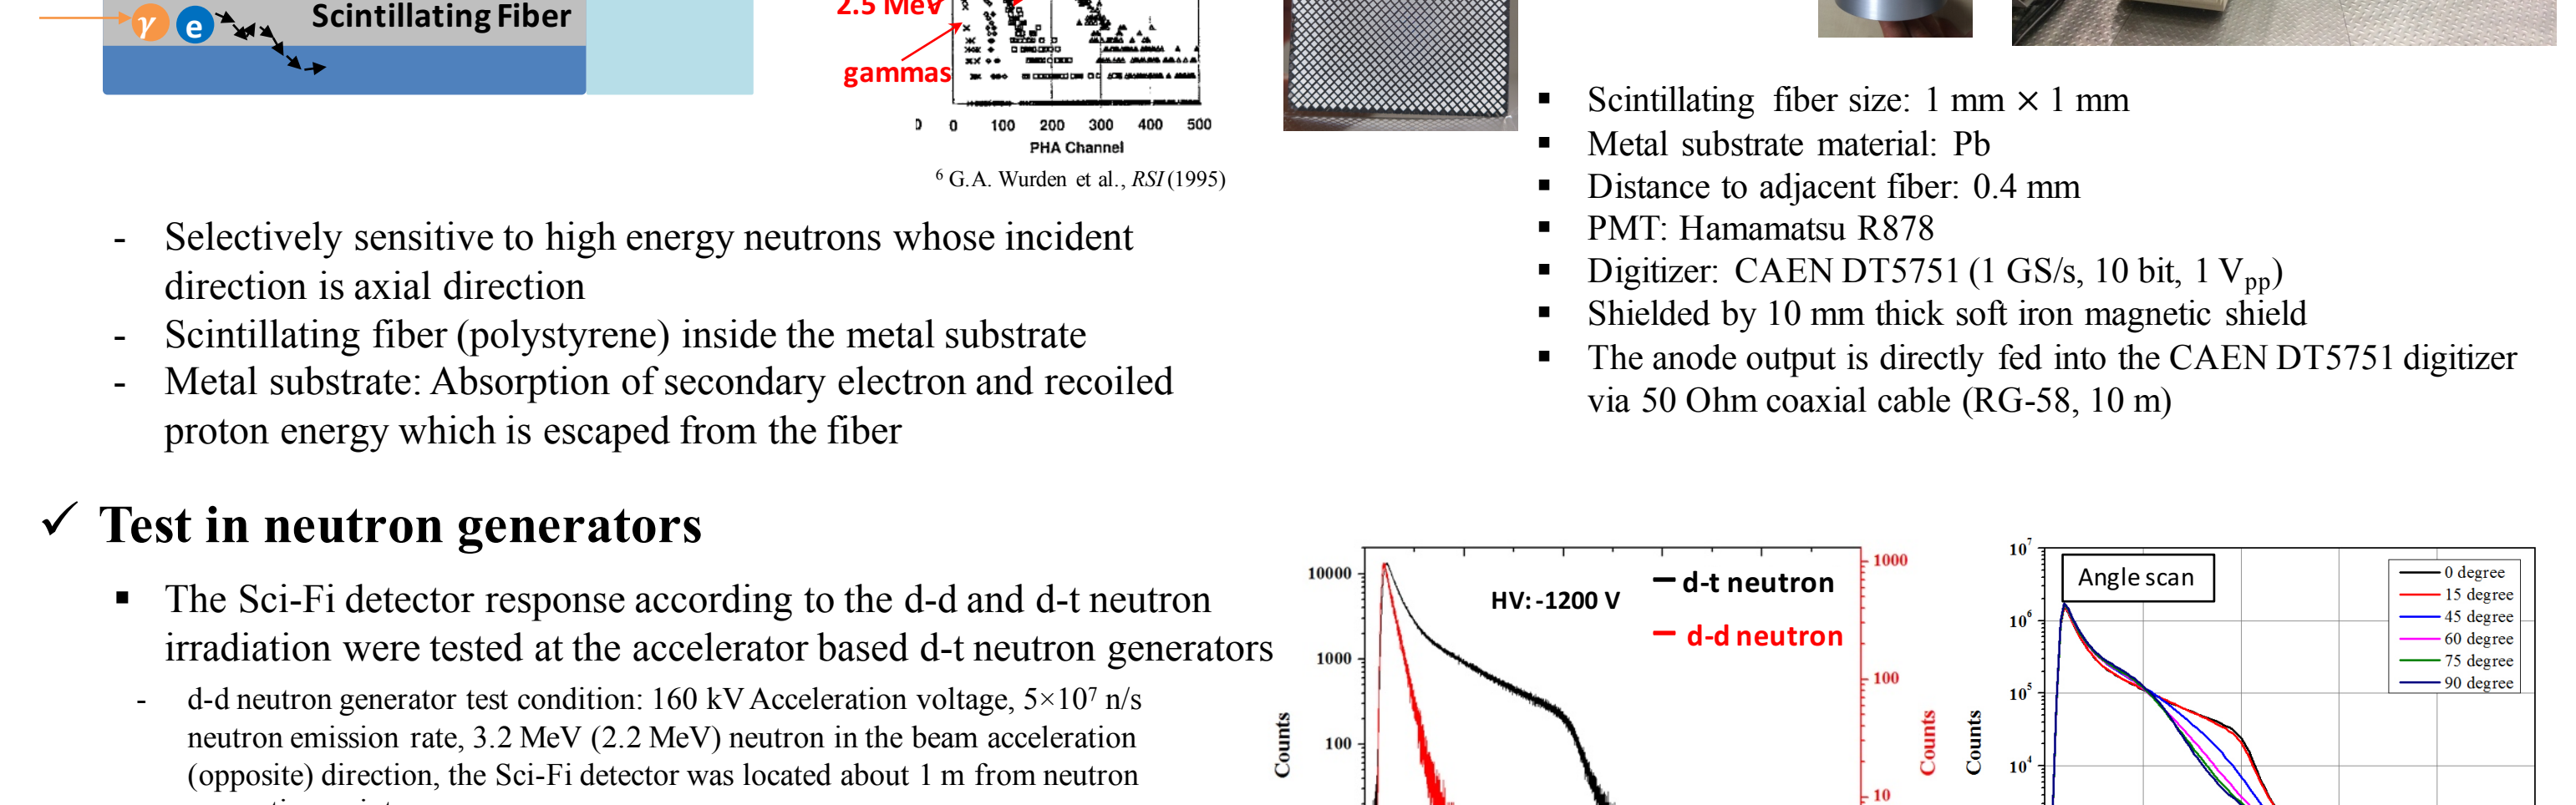 γ e Scintillating Fiber
2.5 MeV
gammas
0 0 100 200 300 400 500
PHA Channel
⁶ G.A. Wurden et al., RSI (1995)
- Selectively sensitive to high energy neutrons whose incident
direction is axial direction
- Scintillating fiber (polystyrene) inside the metal substrate
- Metal substrate: Absorption of secondary electron and recoiled
proton energy which is escaped from the fiber
▪ Scintillating fiber size: 1 mm × 1 mm
▪ Metal substrate material: Pb
▪ Distance to adjacent fiber: 0.4 mm
▪ PMT: Hamamatsu R878
▪ Digitizer: CAEN DT5751 (1 GS/s, 10 bit, 1 Vpp)
▪ Shielded by 10 mm thick soft iron magnetic shield
▪ The anode output is directly fed into the CAEN DT5751 digitizer
via 50 Ohm coaxial cable (RG-58, 10 m)
✓ Test in neutron generators
▪ The Sci-Fi detector response according to the d-d and d-t neutron
irradiation were tested at the accelerator based d-t neutron generators
- d-d neutron generator test condition: 160 kV Acceleration voltage, 5×10⁷ n/s
neutron emission rate, 3.2 MeV (2.2 MeV) neutron in the beam acceleration
(opposite) direction, the Sci-Fi detector was located about 1 m from neutron
10000
1000
100
Counts
HV: -1200 V
d-t neutron
d-d neutron
1000
100
10
Counts
Counts
10⁷
10⁶
10⁵
10⁴
Angle scan
0 degree
15 degree
45 degree
60 degree
75 degree
90 degree